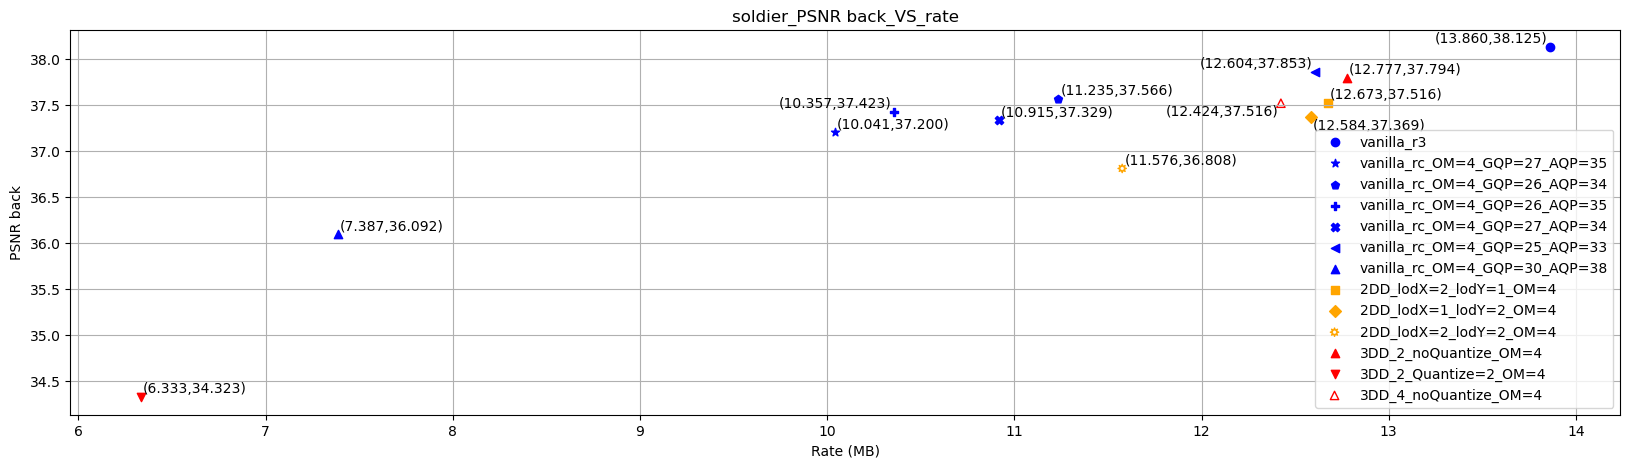 soldier_PSNR back_VS_rate
(13.860,38.125)
(12.604,37.853)
(12.777,37.794)
(11.235,37.566)
(12.673,37.516)
(10.357,37.423)
(10.915,37.329)
(12.424,37.516)
(10.041,37.200)
(12.584,37.369)
(11.576,36.808)
(7.387,36.092)
(6.333,34.323)
38.0
37.5
37.0
36.5
36.0
35.5
35.0
34.5
PSNR back
vanilla_r3
vanilla_rc_OM=4_GQP=27_AQP=35
vanilla_rc_OM=4_GQP=26_AQP=34
vanilla_rc_OM=4_GQP=26_AQP=35
vanilla_rc_OM=4_GQP=27_AQP=34
vanilla_rc_OM=4_GQP=25_AQP=33
vanilla_rc_OM=4_GQP=30_AQP=38
2DD_lodX=2_lodY=1_OM=4
2DD_lodX=1_lodY=2_OM=4
2DD_lodX=2_lodY=2_OM=4
3DD_2_noQuantize_OM=4
3DD_2_Quantize=2_OM=4
3DD_4_noQuantize_OM=4
6 7 8 9 10 11 12 13 14
Rate (MB)